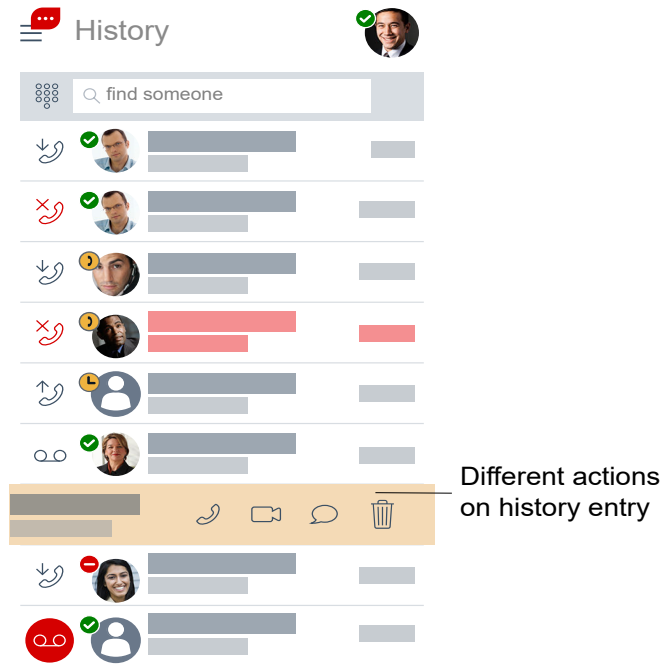 History
find someone
Different actions
on history entry